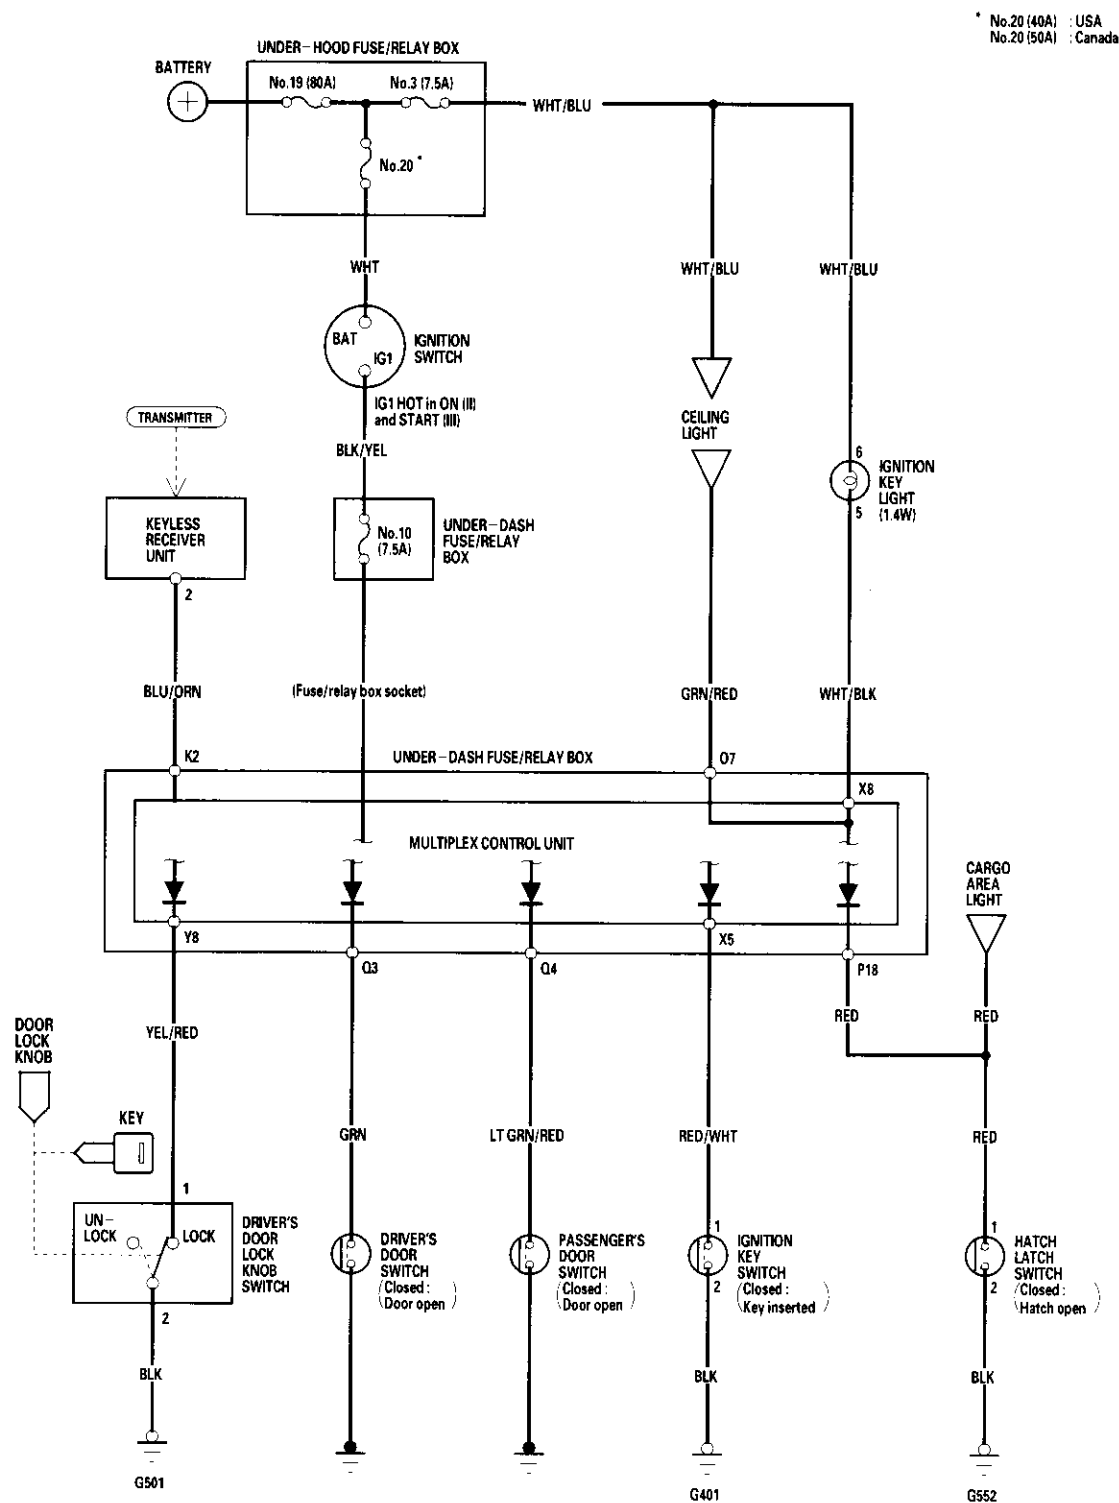 * No.20 (40A) : USA
No.20 (50A) : Canada
UNDER-HOOD FUSE/RELAY BOX
BATTERY
No.19 (80A)
No.3 (7.5A)
WHT/BLU
No.20 *
WHT
WHT/BLU
WHT/BLU
BAT
IG1
IGNITION
SWITCH
IG1 HOT in ON (II)
and START (III)
TRANSMITTER
CEILING
LIGHT
BLK/YEL
6
IGNITION
KEY
LIGHT
(1.4W)
5
KEYLESS
RECEIVER
UNIT
2
No.10
(7.5A)
UNDER-DASH
FUSE/RELAY
BOX
BLU/ORN
(Fuse/relay box socket)
GRN/RED
WHT/BLK
K2
UNDER-DASH FUSE/RELAY BOX
O7
X8
MULTIPLEX CONTROL UNIT
CARGO
AREA
LIGHT
Y8
Q3
Q4
X5
P18
RED
RED
DOOR
LOCK
KNOB
YEL/RED
KEY
GRN
LT GRN/RED
RED/WHT
RED
1
UN-
LOCK
LOCK
DRIVER'S
DOOR
LOCK
KNOB
SWITCH
2
DRIVER'S
DOOR
SWITCH
(Closed :
Door open)
PASSENGER'S
DOOR
SWITCH
(Closed :
Door open)
1
IGNITION
KEY
SWITCH
2
(Closed :
Key inserted)
1
HATCH
LATCH
SWITCH
2
(Closed :
Hatch open)
BLK
BLK
BLK
G501
G401
G552